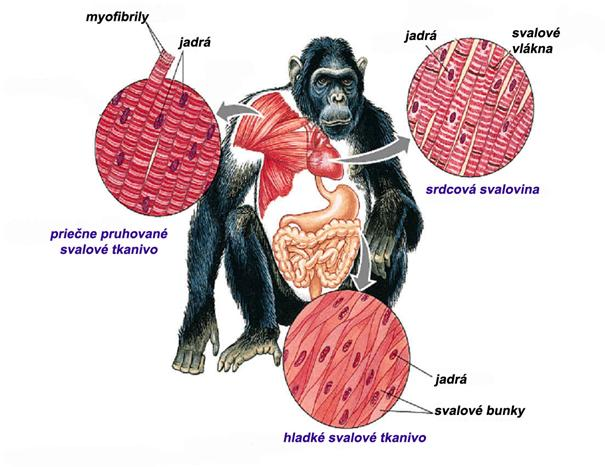 myofibrily
jadrá
priečne pruhované
svalové tkanivo
jadrá
svalové
vlákna
srdcová svalovina
jadrá
svalové bunky
hladké svalové tkanivo